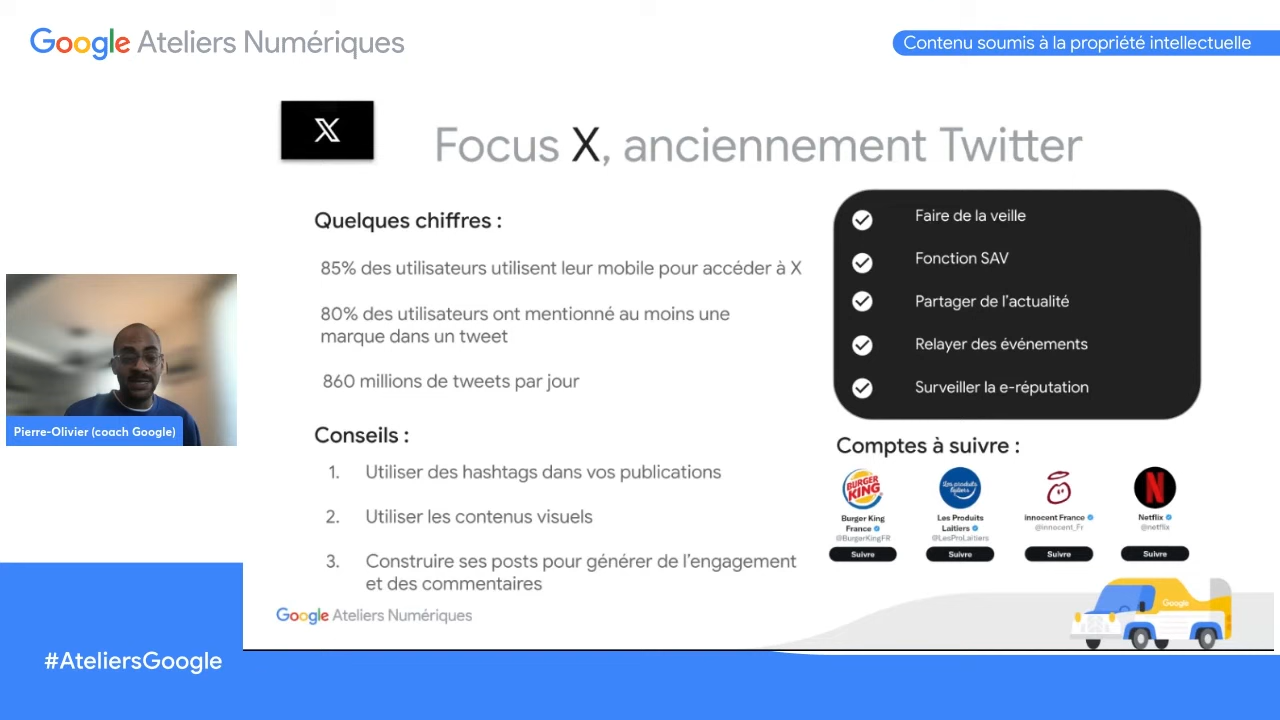 Google Ateliers Numériques
Contenu soumis à la propriété intellectuelle
X
Focus X, anciennement Twitter
Quelques chiffres :
85% des utilisateurs utilisent leur mobile pour accéder à X
80% des utilisateurs ont mentionné au moins une
marque dans un tweet
860 millions de tweets par jour
Conseils :
1. Utiliser des hashtags dans vos publications
2. Utiliser les contenus visuels
3. Construire ses posts pour générer de l'engagement
et des commentaires
Faire de la veille
Fonction SAV
Partager de l'actualité
Relayer des événements
Surveiller la e-réputation
Comptes à suivre :
BURGER
KING
Burger King
France
@BurgerKingFR
Suivre
Les produits
laitiers
Les Produits
Laitiers
@LesProLaitiers
Suivre
innocent France
@innocent_Fr
Suivre
N
Netflix
@netflix
Suivre
Pierre-Olivier (coach Google)
Google Ateliers Numériques
Google
#AteliersGoogle